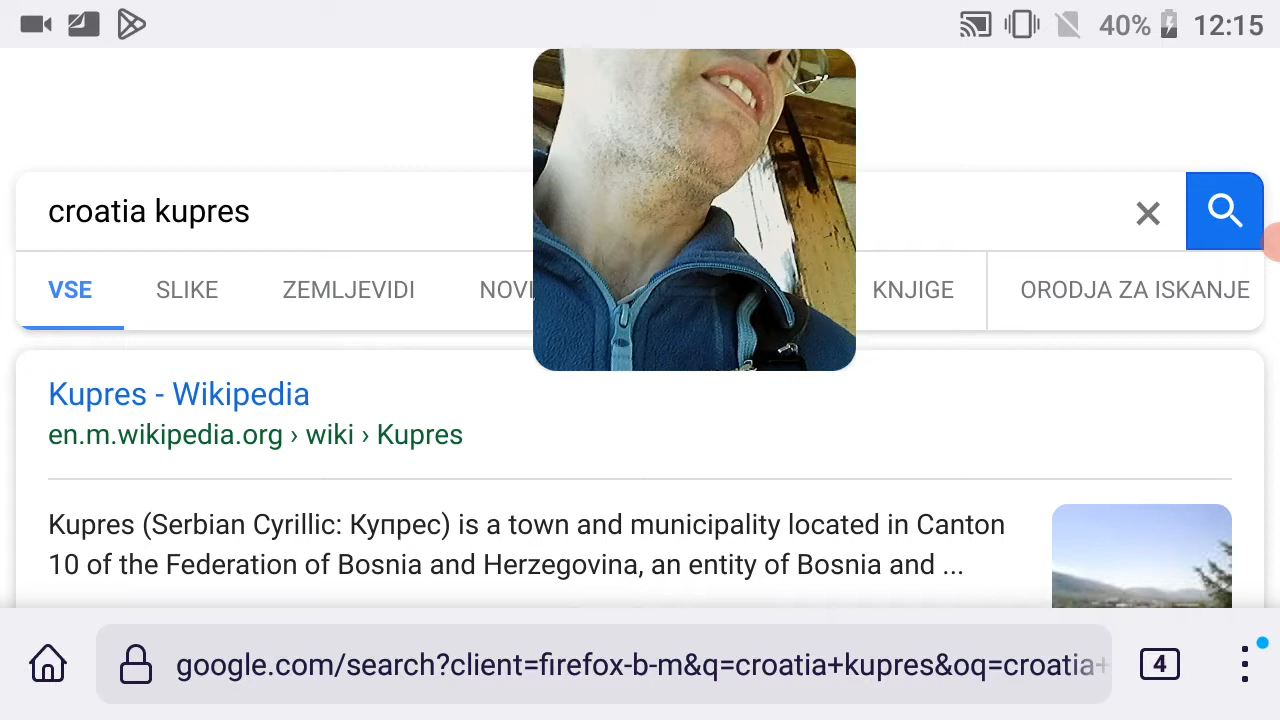 40% 12:15
croatia kupres
VSE SLIKE ZEMLJEVIDI NOVI KNJIGE ORODJA ZA ISKANJE
Kupres - Wikipedia
en.m.wikipedia.org › wiki › Kupres
Kupres (Serbian Cyrillic: Купрес) is a town and municipality located in Canton
10 of the Federation of Bosnia and Herzegovina, an entity of Bosnia and ...
google.com/search?client=firefox-b-m&q=croatia+kupres&oq=croatia+ 4